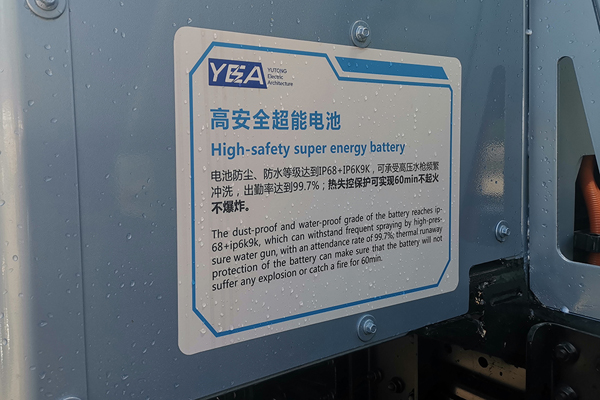 YEA
YUTONG
Electric
Architecture
高安全超能电池
High-safety super energy battery
电池防尘、防水等级达到IP68+IP6K9K，可承受高压水枪频繁
冲洗，出勤率达到99.7%；热失控保护可实现60min不起火
不爆炸。
The dust-proof and water-proof grade of the battery reaches ip-
68+ip6k9k, which can withstand frequent spraying by high-pres-
sure water gun, with an attendance rate of 99.7%; thermal runaway
protection of the battery can make sure that the battery will not
suffer any explosion or catch a fire for 60min.